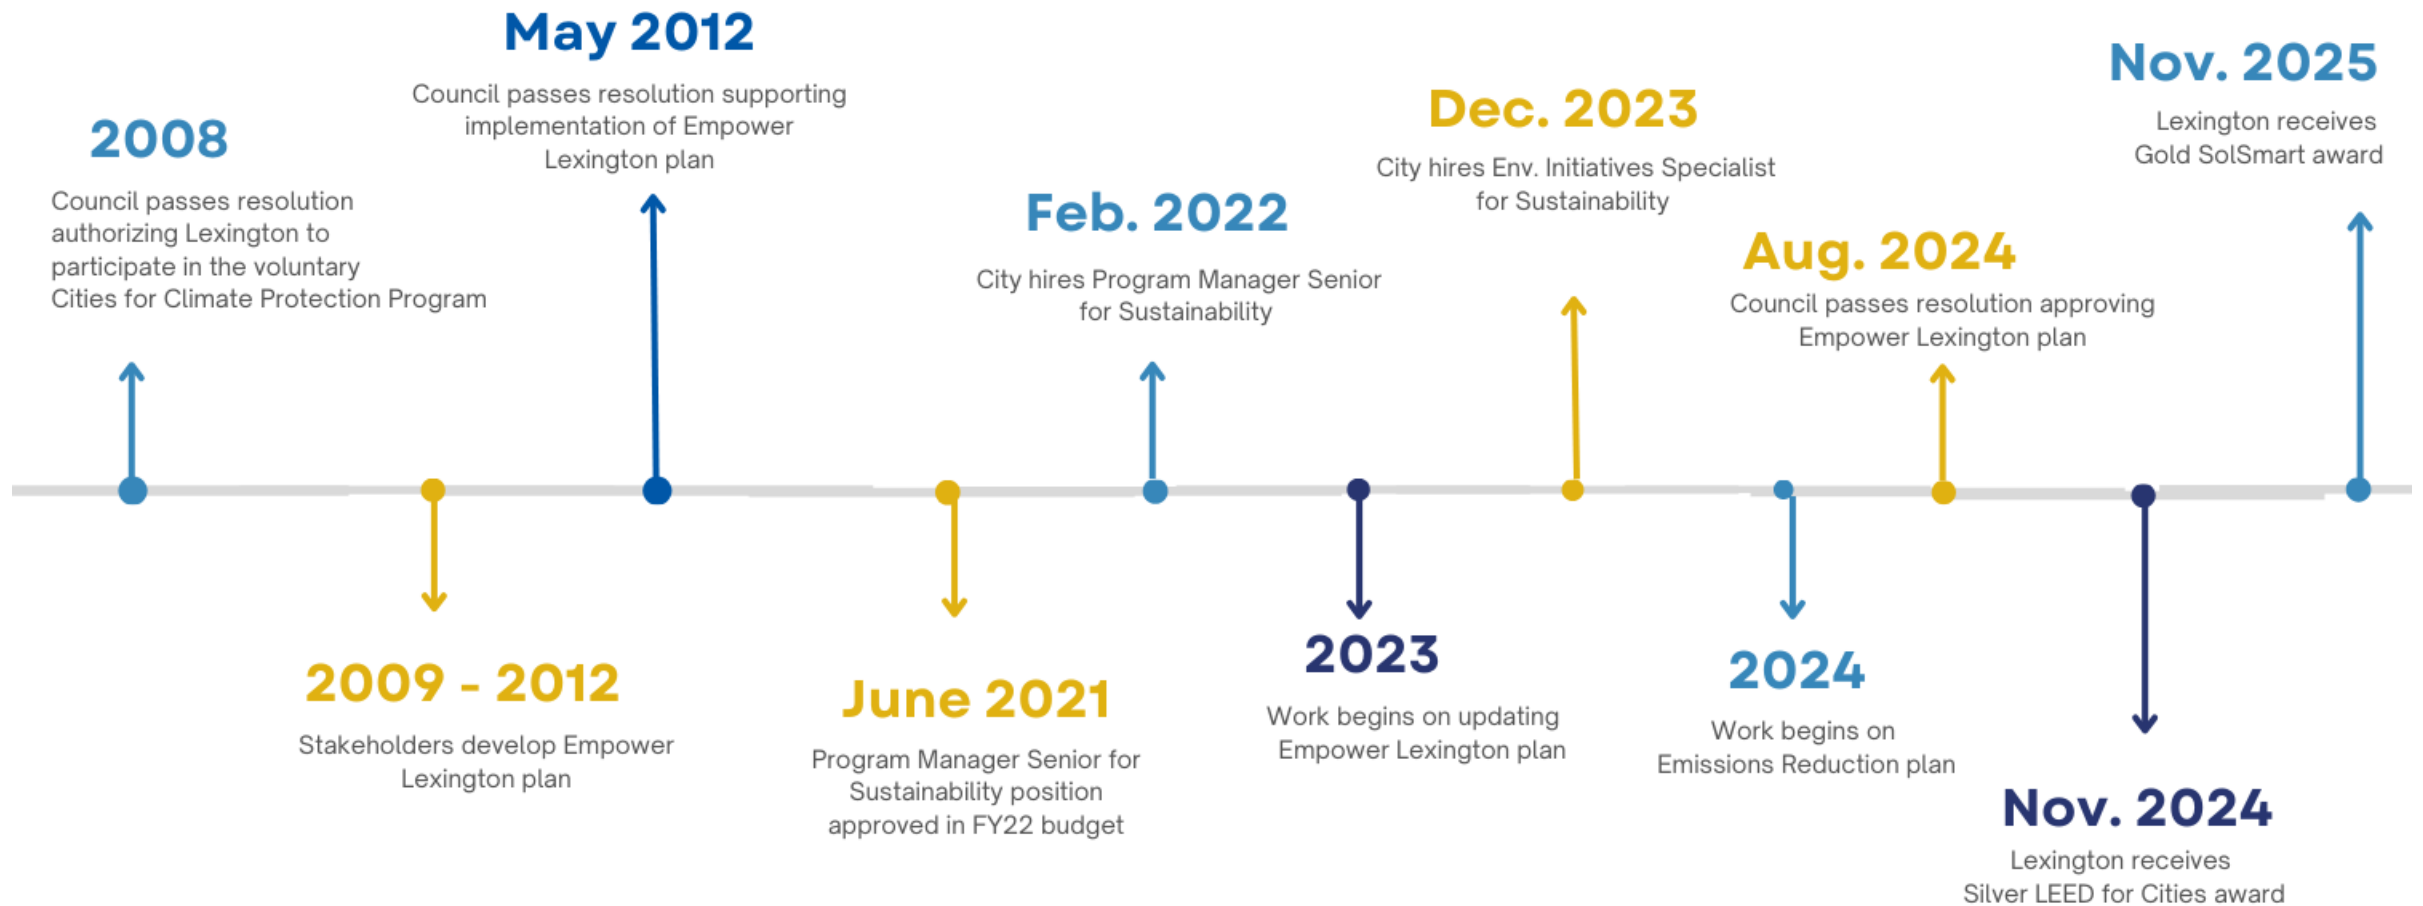 2008
Council passes resolution
authorizing Lexington to
participate in the voluntary
Cities for Climate Protection Program
2009 - 2012
Stakeholders develop Empower
Lexington plan
May 2012
Council passes resolution supporting
implementation of Empower
Lexington plan
June 2021
Program Manager Senior for
Sustainability position
approved in FY22 budget
Feb. 2022
City hires Program Manager Senior
for Sustainability
2023
Work begins on updating
Empower Lexington plan
Dec. 2023
City hires Env. Initiatives Specialist
for Sustainability
2024
Work begins on
Emissions Reduction plan
Aug. 2024
Council passes resolution approving
Empower Lexington plan
Nov. 2024
Lexington receives
Silver LEED for Cities award
Nov. 2025
Lexington receives
Gold SolSmart award